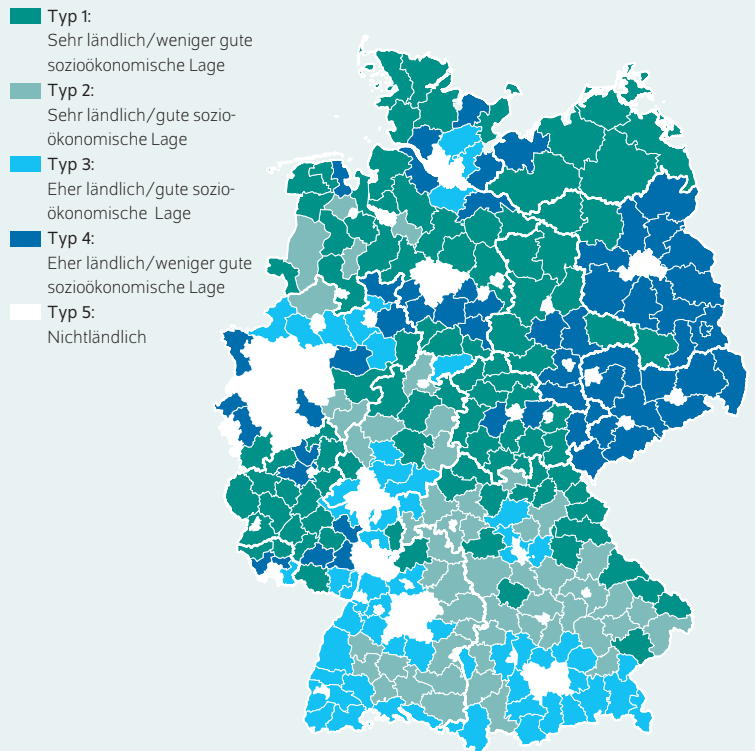 Typ 1:
Sehr ländlich/weniger gute
sozioökonomische Lage
Typ 2:
Sehr ländlich/gute sozio-
ökonomische Lage
Typ 3:
Eher ländlich/gute sozio-
ökonomische Lage
Typ 4:
Eher ländlich/weniger gute
sozioökonomische Lage
Typ 5:
Nichtländlich